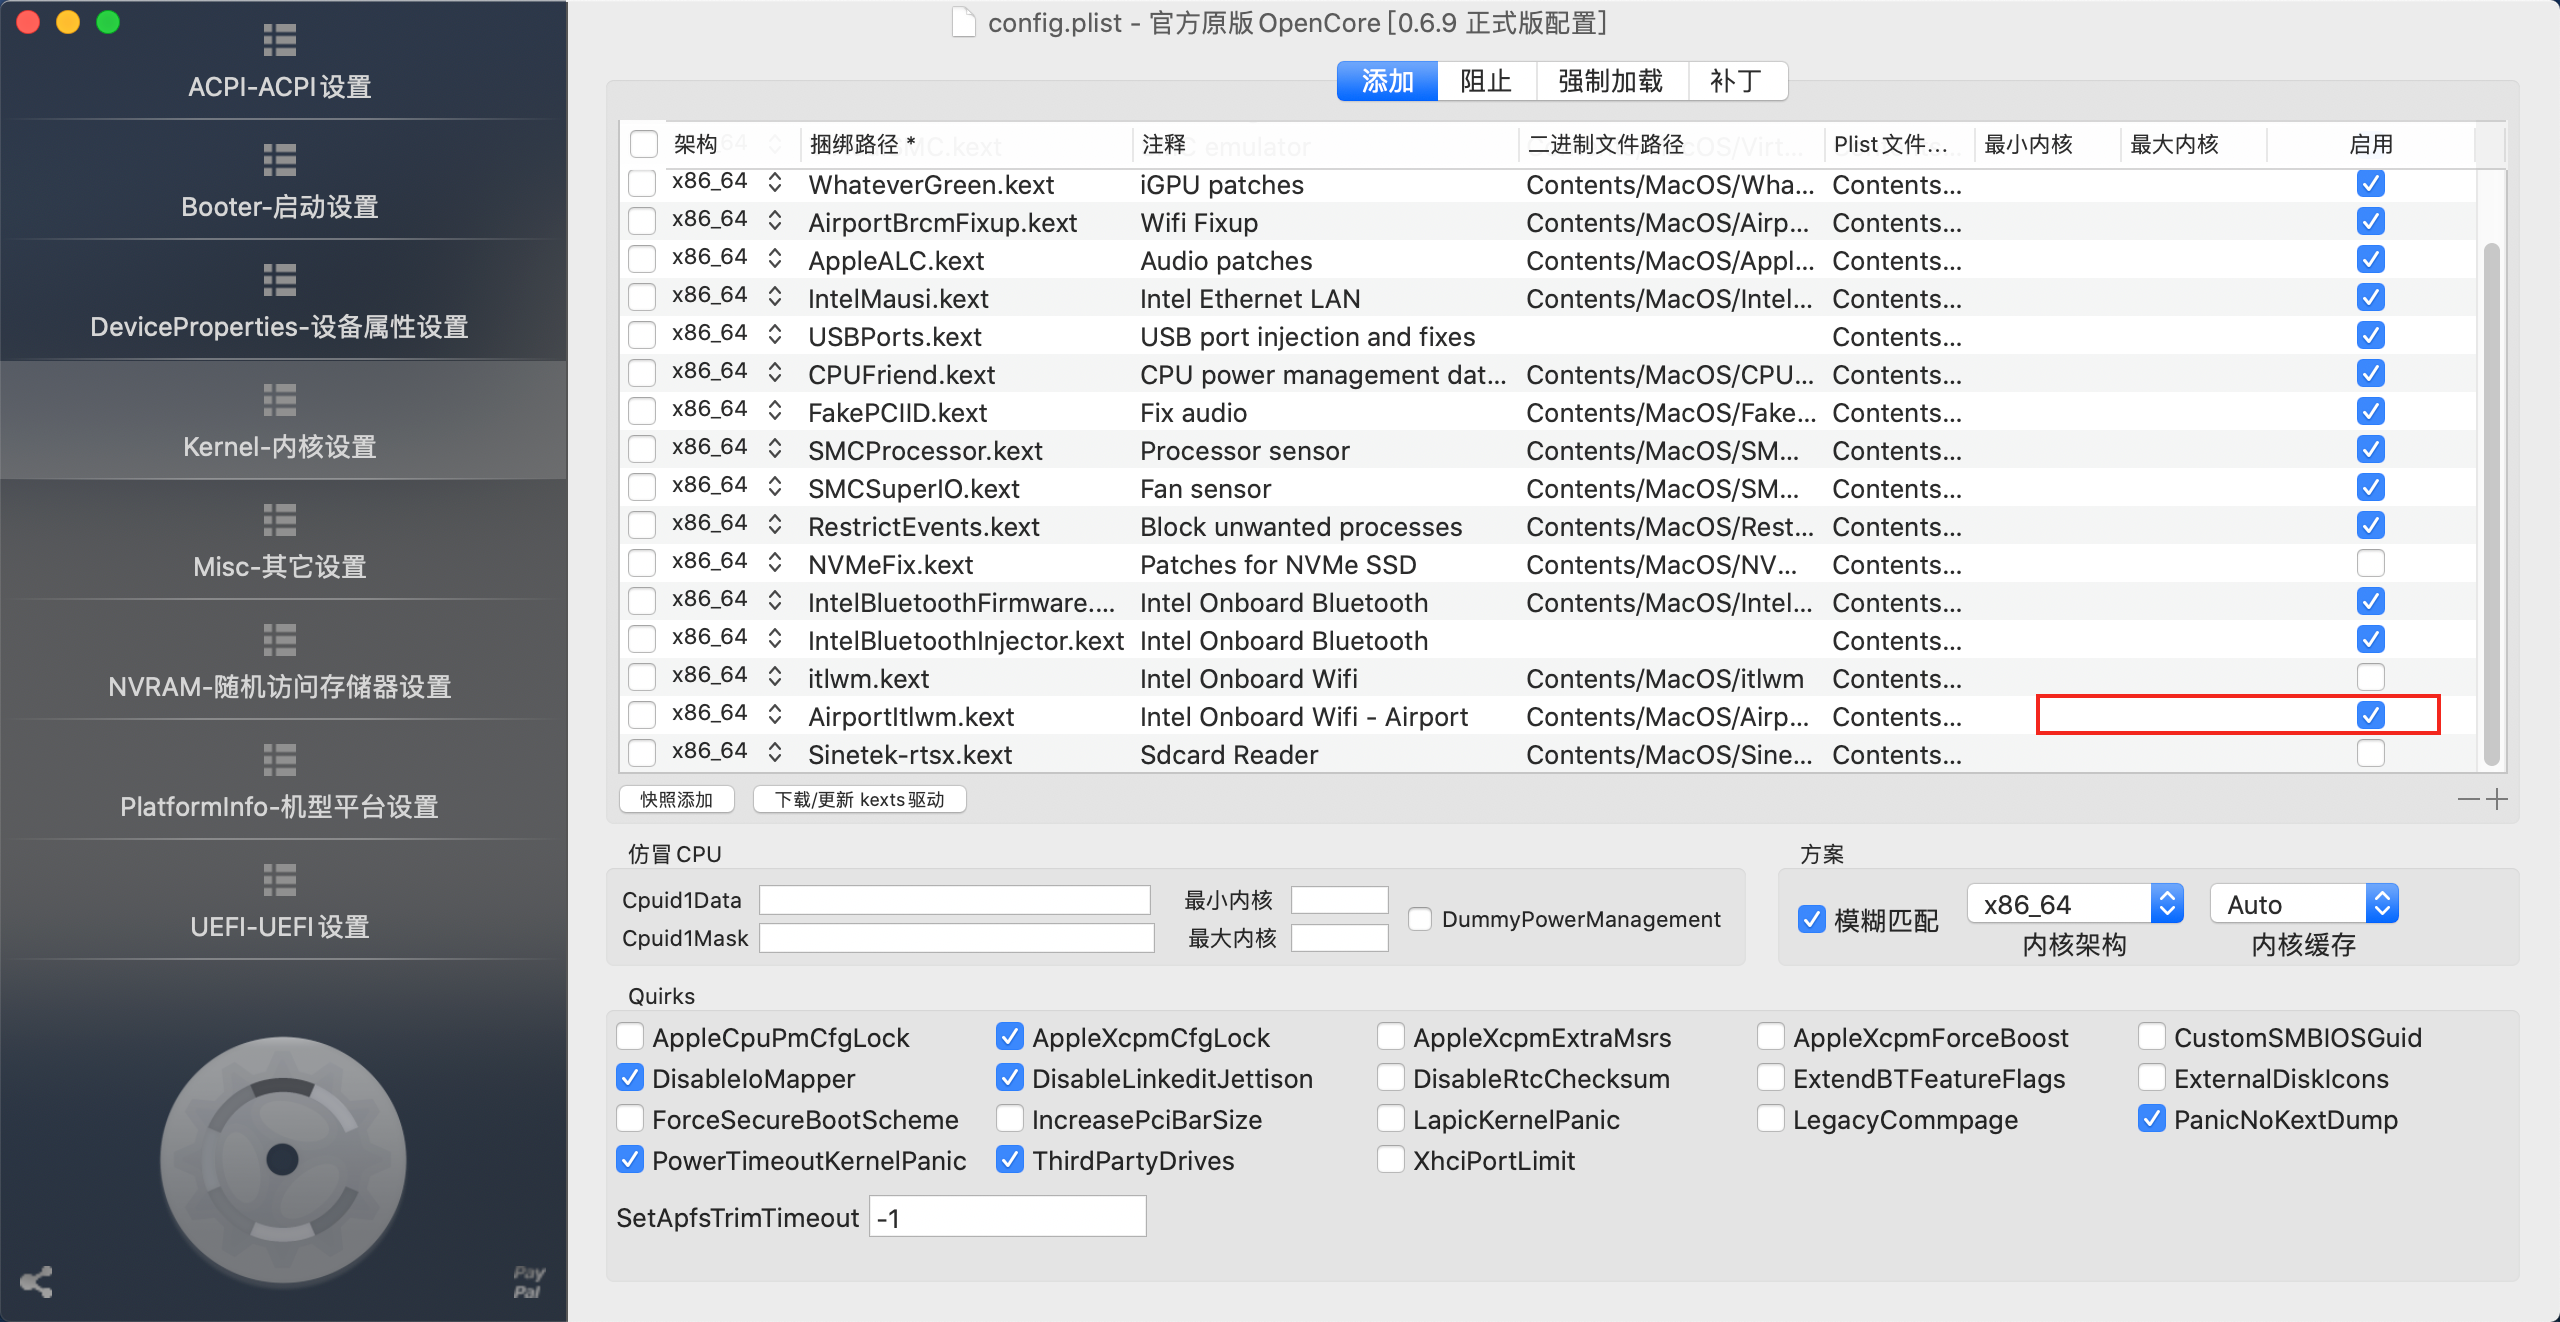 config.plist - 官方原版 OpenCore [0.6.9 正式版配置]
ACPI-ACPI 设置
Booter-启动设置
DeviceProperties-设备属性设置
Kernel-内核设置
Misc-其它设置
NVRAM-随机访问存储器设置
PlatformInfo-机型平台设置
UEFI-UEFI 设置
Pay
Pal
添加 阻止 强制加载 补丁
架构 捆绑路径 * 注释 二进制文件路径 Plist 文件... 最小内核 最大内核 启用
x86_64 WhateverGreen.kext iGPU patches Contents/MacOS/Wha... Contents...
x86_64 AirportBrcmFixup.kext Wifi Fixup Contents/MacOS/Airp... Contents...
x86_64 AppleALC.kext Audio patches Contents/MacOS/Appl... Contents...
x86_64 IntelMausi.kext Intel Ethernet LAN Contents/MacOS/Intel... Contents...
x86_64 USBPorts.kext USB port injection and fixes Contents...
x86_64 CPUFriend.kext CPU power management dat... Contents/MacOS/CPU... Contents...
x86_64 FakePCIID.kext Fix audio Contents/MacOS/Fake... Contents...
x86_64 SMCProcessor.kext Processor sensor Contents/MacOS/SM... Contents...
x86_64 SMCSuperIO.kext Fan sensor Contents/MacOS/SM... Contents...
x86_64 RestrictEvents.kext Block unwanted processes Contents/MacOS/Rest... Contents...
x86_64 NVMeFix.kext Patches for NVMe SSD Contents/MacOS/NV... Contents...
x86_64 IntelBluetoothFirmware.... Intel Onboard Bluetooth Contents/MacOS/Intel... Contents...
x86_64 IntelBluetoothInjector.kext Intel Onboard Bluetooth Contents...
x86_64 itlwm.kext Intel Onboard Wifi Contents/MacOS/itlwm Contents...
x86_64 AirportItlwm.kext Intel Onboard Wifi - Airport Contents/MacOS/Airp... Contents...
x86_64 Sinetek-rtsx.kext Sdcard Reader Contents/MacOS/Sine... Contents...
快照添加 下载/更新 kexts 驱动
仿冒 CPU
Cpuid1Data 最小内核
Cpuid1Mask 最大内核
DummyPowerManagement
方案
模糊匹配 x86_64 Auto
内核架构 内核缓存
Quirks
AppleCpuPmCfgLock AppleXcpmCfgLock AppleXcpmExtraMsrs AppleXcpmForceBoost CustomSMBIOSGuid
DisableIoMapper DisableLinkeditJettison DisableRtcChecksum ExtendBTFeatureFlags ExternalDiskIcons
ForceSecureBootScheme IncreasePciBarSize LapicKernelPanic LegacyCommpage PanicNoKextDump
PowerTimeoutKernelPanic ThirdPartyDrives XhciPortLimit
SetApfsTrimTimeout -1